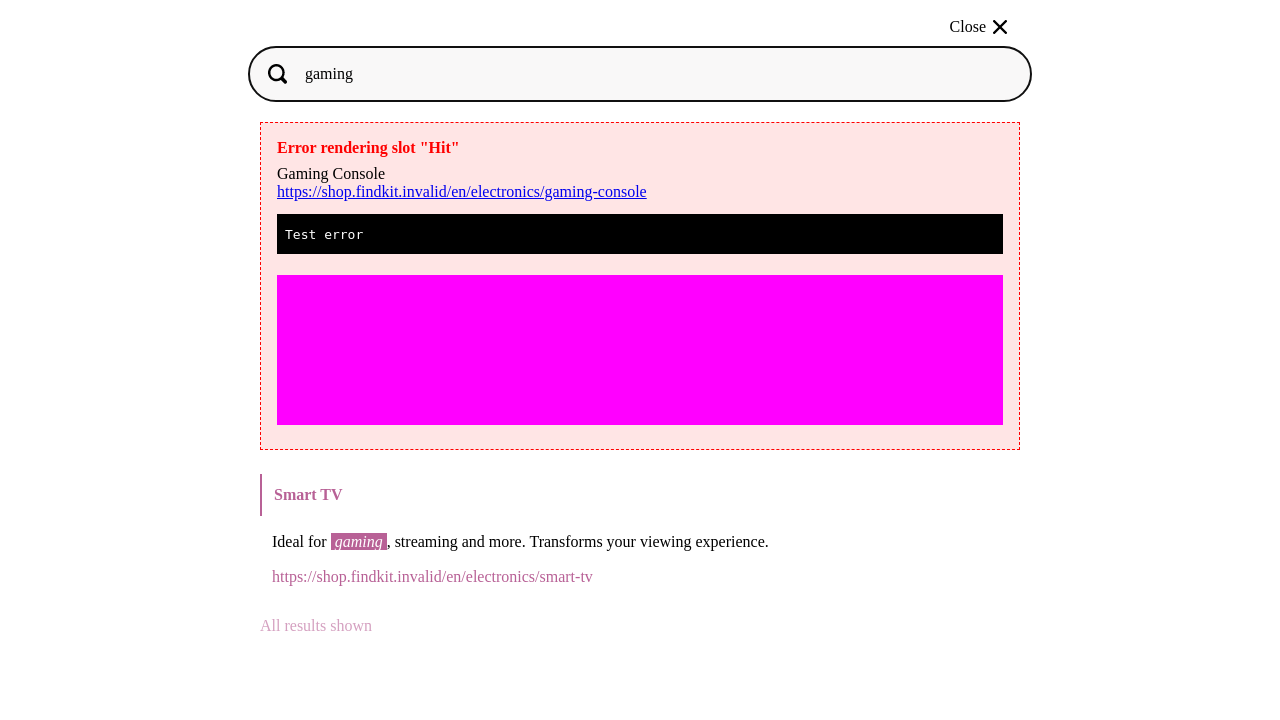 Close
gaming
Error rendering slot "Hit"
Gaming Console
https://shop.findkit.invalid/en/electronics/gaming-console
Test error
Smart TV
Ideal for gaming, streaming and more. Transforms your viewing experience.
https://shop.findkit.invalid/en/electronics/smart-tv
All results shown